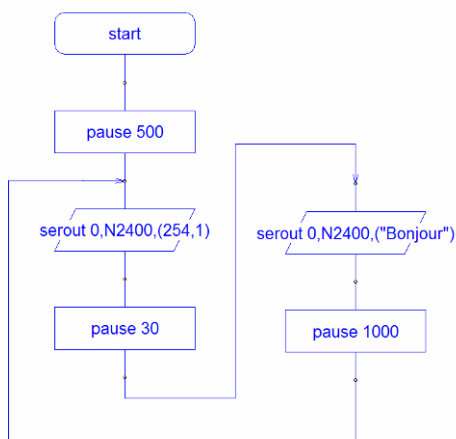 start
pause 500
serout 0,N2400,(254,1)
pause 30
serout 0,N2400,("Bonjour")
pause 1000